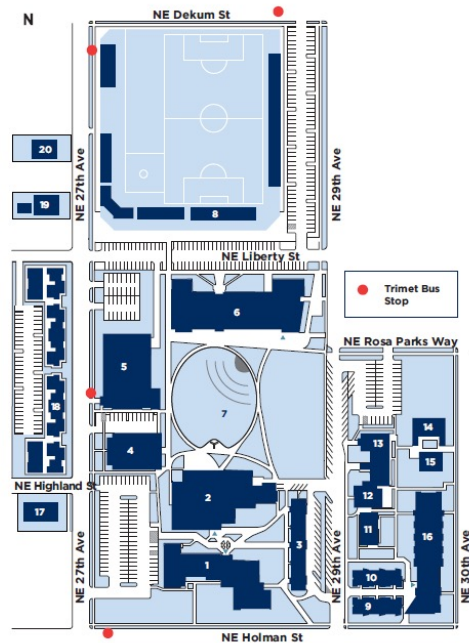 N
NE Dekum St
20
19
NE 27th Ave
8
NE 29th Ave
NE Liberty St
Trimet Bus
Stop
6
NE Rosa Parks Way
5
7
18
14
13
4
15
NE Highland St
2
12
17
11
3
16
1
10
9
NE 27th Ave
NE 29th Ave
NE 30th Ave
NE Holman St